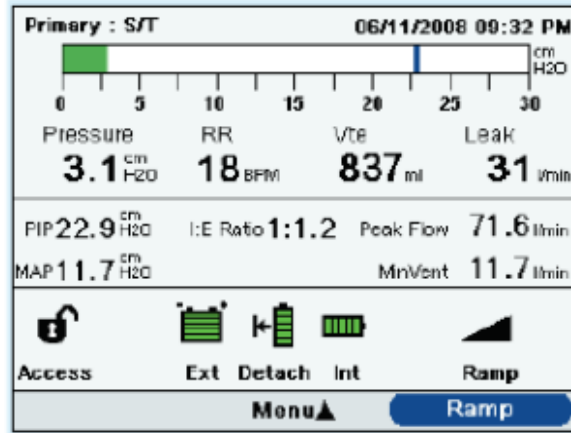 Primary : S/T 06/11/2008 09:32 PM
cm
H2O
0 5 10 15 20 25 30
Pressure RR Vte Leak
3.1 cm H2O 18 BPM 837 ml 31 l/min
PIP 22.9 cm H2O I:E Ratio 1:1.2 Peak Flow 71.6 l/min
MAP 11.7 cm H2O MinVent 11.7 l/min
Access Ext Detach Int Ramp
Menu Ramp